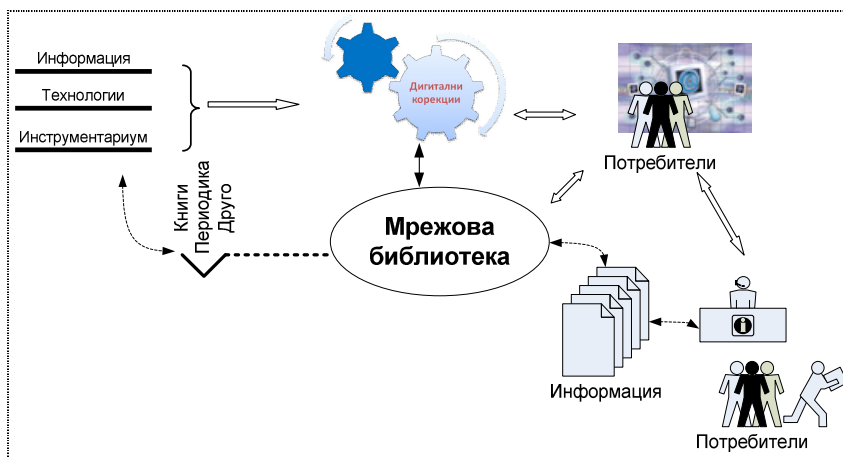 Информация
Технологии
Инструментариум
Дигитални
корекции
Потребители
Книги
Периодика
Друго
Мрежова
библиотека
Информация
Потребители